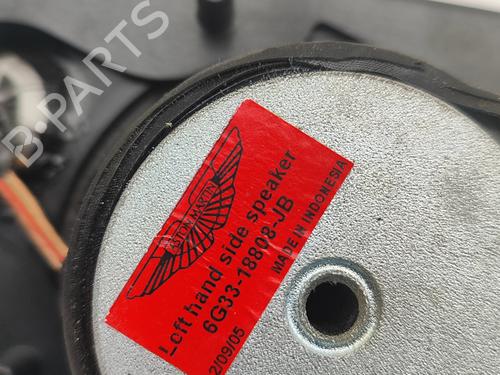 B-PARTS
ASTON MARTIN
Left hand side speaker
6G33-18808-JB
MADE IN INDONESIA
2/09/05